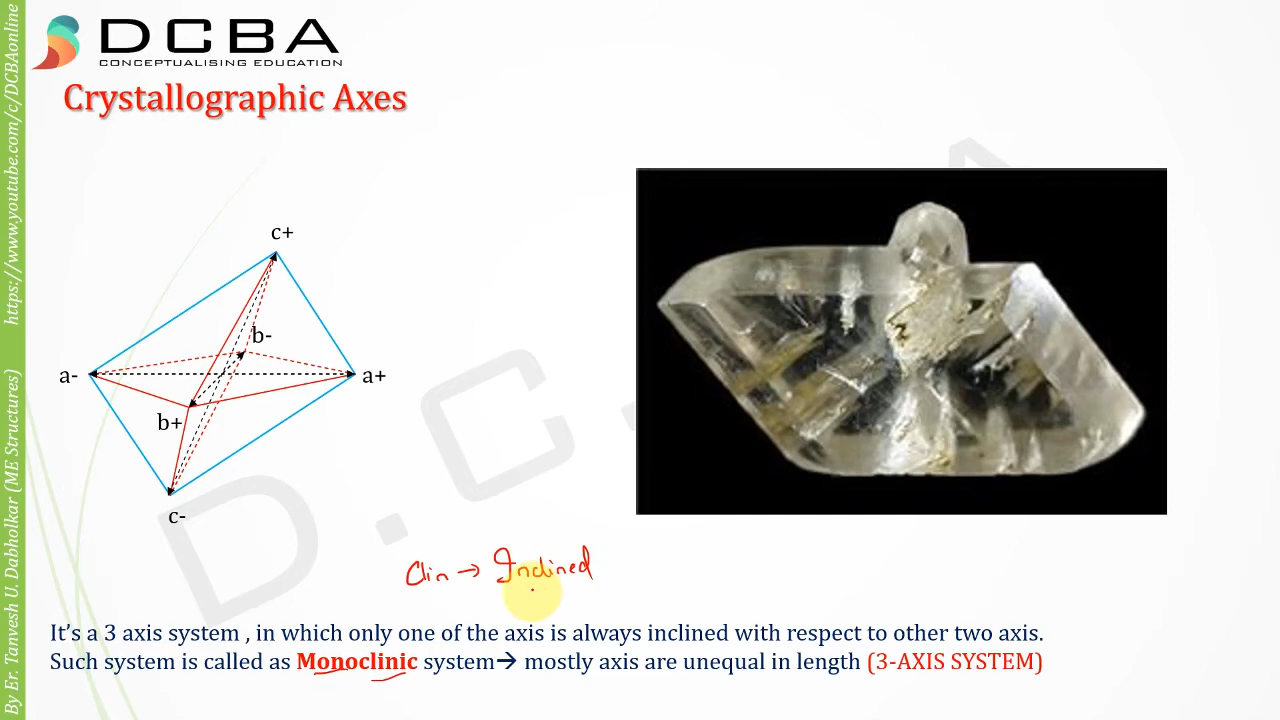 DCBA
CONCEPTUALISING EDUCATION
Crystallographic Axes
By Er. Tanvesh U. Dabholkar (ME Structures) https://www.youtube.com/c/DCBAonline
c+
b-
a-
a+
b+
c-
D.C.B.A
Clin → Inclined
It’s a 3 axis system , in which only one of the axis is always inclined with respect to other two axis.
Such system is called as Monoclinic system→ mostly axis are unequal in length (3-AXIS SYSTEM)